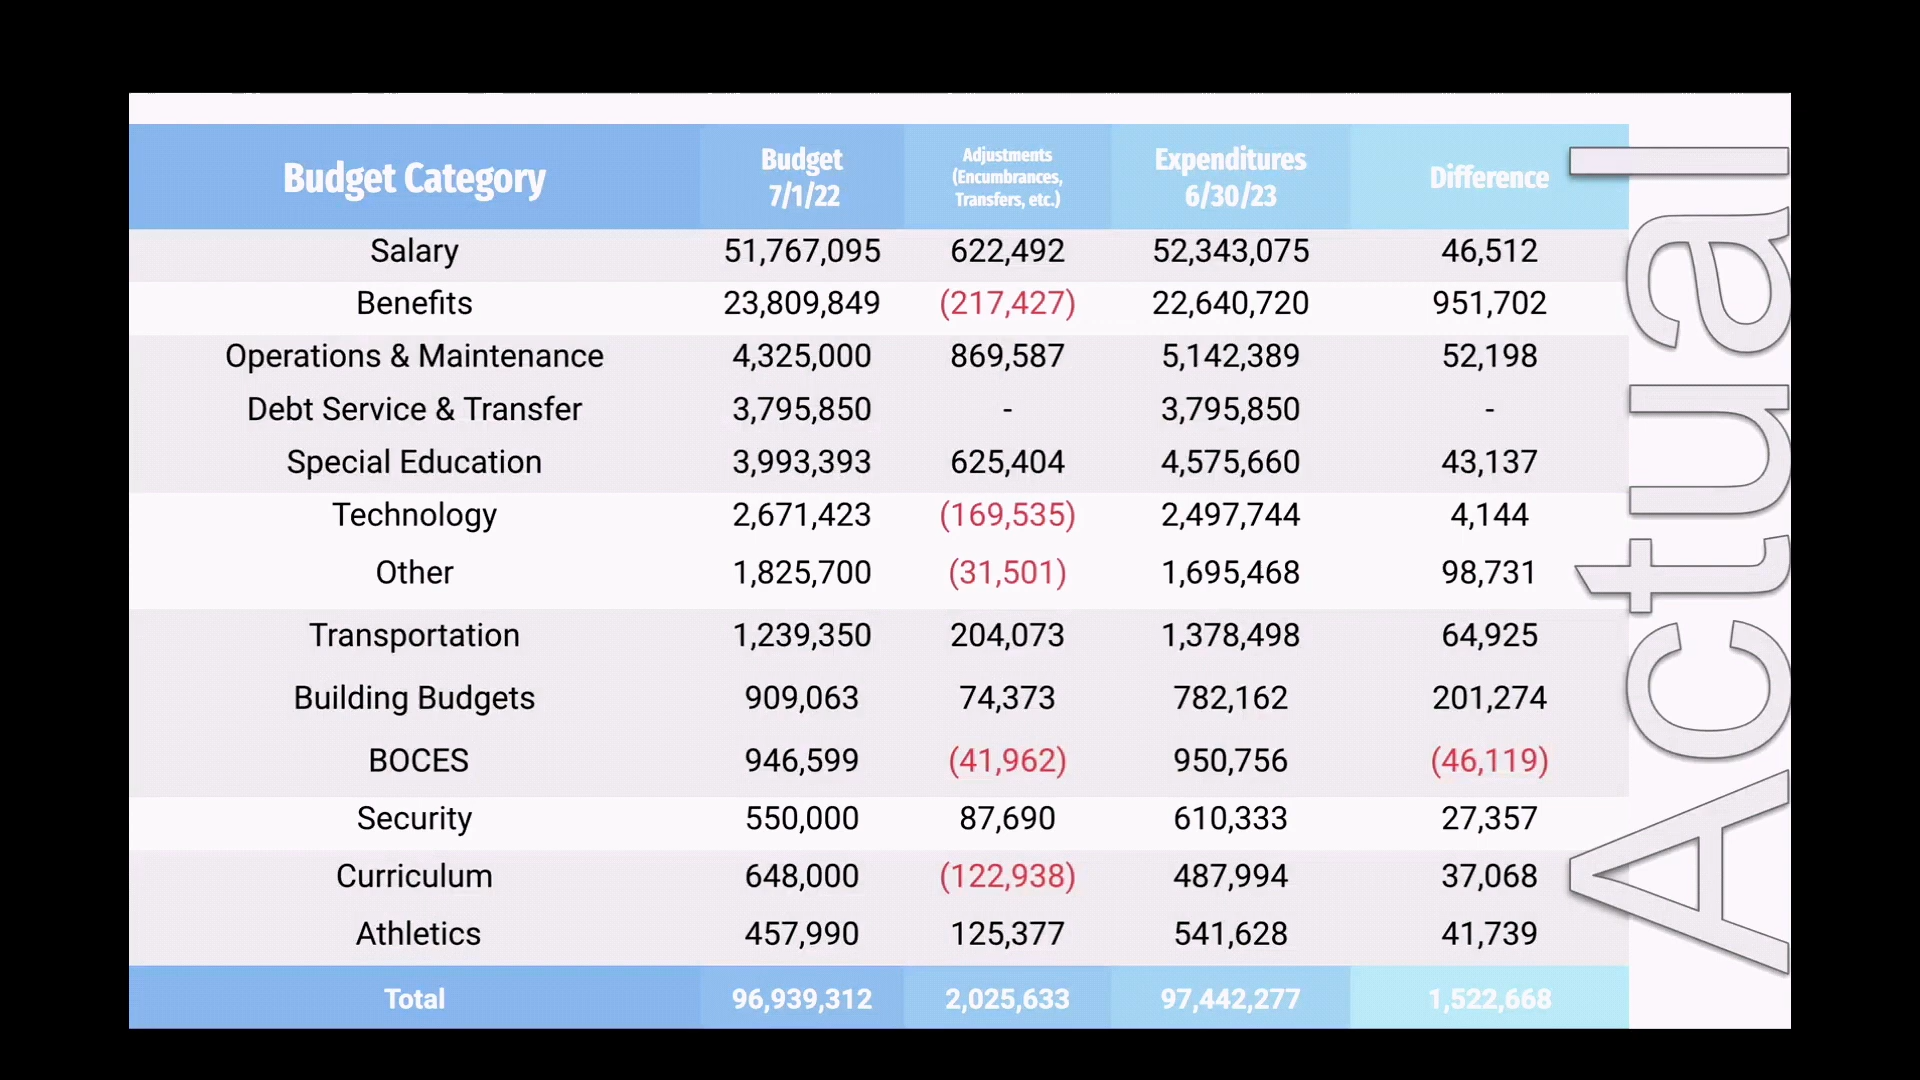 Budget Category Budget 7/1/22 Adjustments (Encumbrances, Transfers, etc.) Expenditures 6/30/23 Difference
Salary 51,767,095 622,492 52,343,075 46,512
Benefits 23,809,849 (217,427) 22,640,720 951,702
Operations & Maintenance 4,325,000 869,587 5,142,389 52,198
Debt Service & Transfer 3,795,850 - 3,795,850 -
Special Education 3,993,393 625,404 4,575,660 43,137
Technology 2,671,423 (169,535) 2,497,744 4,144
Other 1,825,700 (31,501) 1,695,468 98,731
Transportation 1,239,350 204,073 1,378,498 64,925
Building Budgets 909,063 74,373 782,162 201,274
BOCES 946,599 (41,962) 950,756 (46,119)
Security 550,000 87,690 610,333 27,357
Curriculum 648,000 (122,938) 487,994 37,068
Athletics 457,990 125,377 541,628 41,739
Total 96,939,312 2,025,633 97,442,277 1,522,668
Actual